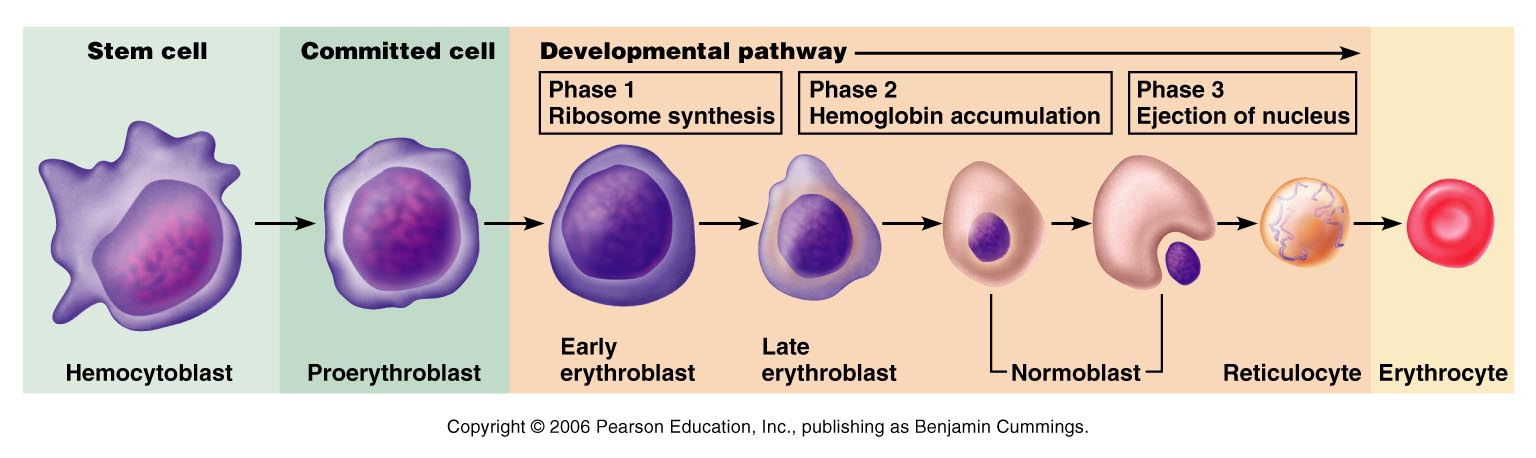 Stem cell
Committed cell
Developmental pathway
Phase 1
Ribosome synthesis
Phase 2
Hemoglobin accumulation
Phase 3
Ejection of nucleus
Hemocytoblast
Proerythroblast
Early
erythroblast
Late
erythroblast
Normoblast
Reticulocyte
Erythrocyte
Copyright © 2006 Pearson Education, Inc., publishing as Benjamin Cummings.